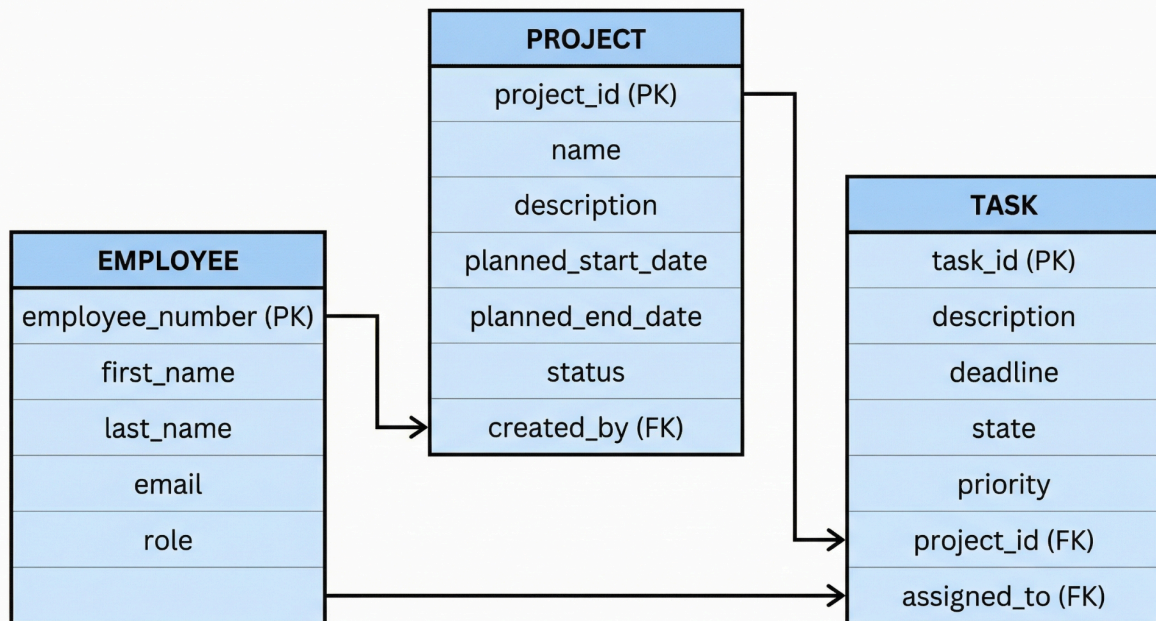 PROJECT
project_id (PK)
name
description
planned_start_date
planned_end_date
status
created_by (FK)
EMPLOYEE
employee_number (PK)
first_name
last_name
email
role
TASK
task_id (PK)
description
deadline
state
priority
project_id (FK)
assigned_to (FK)